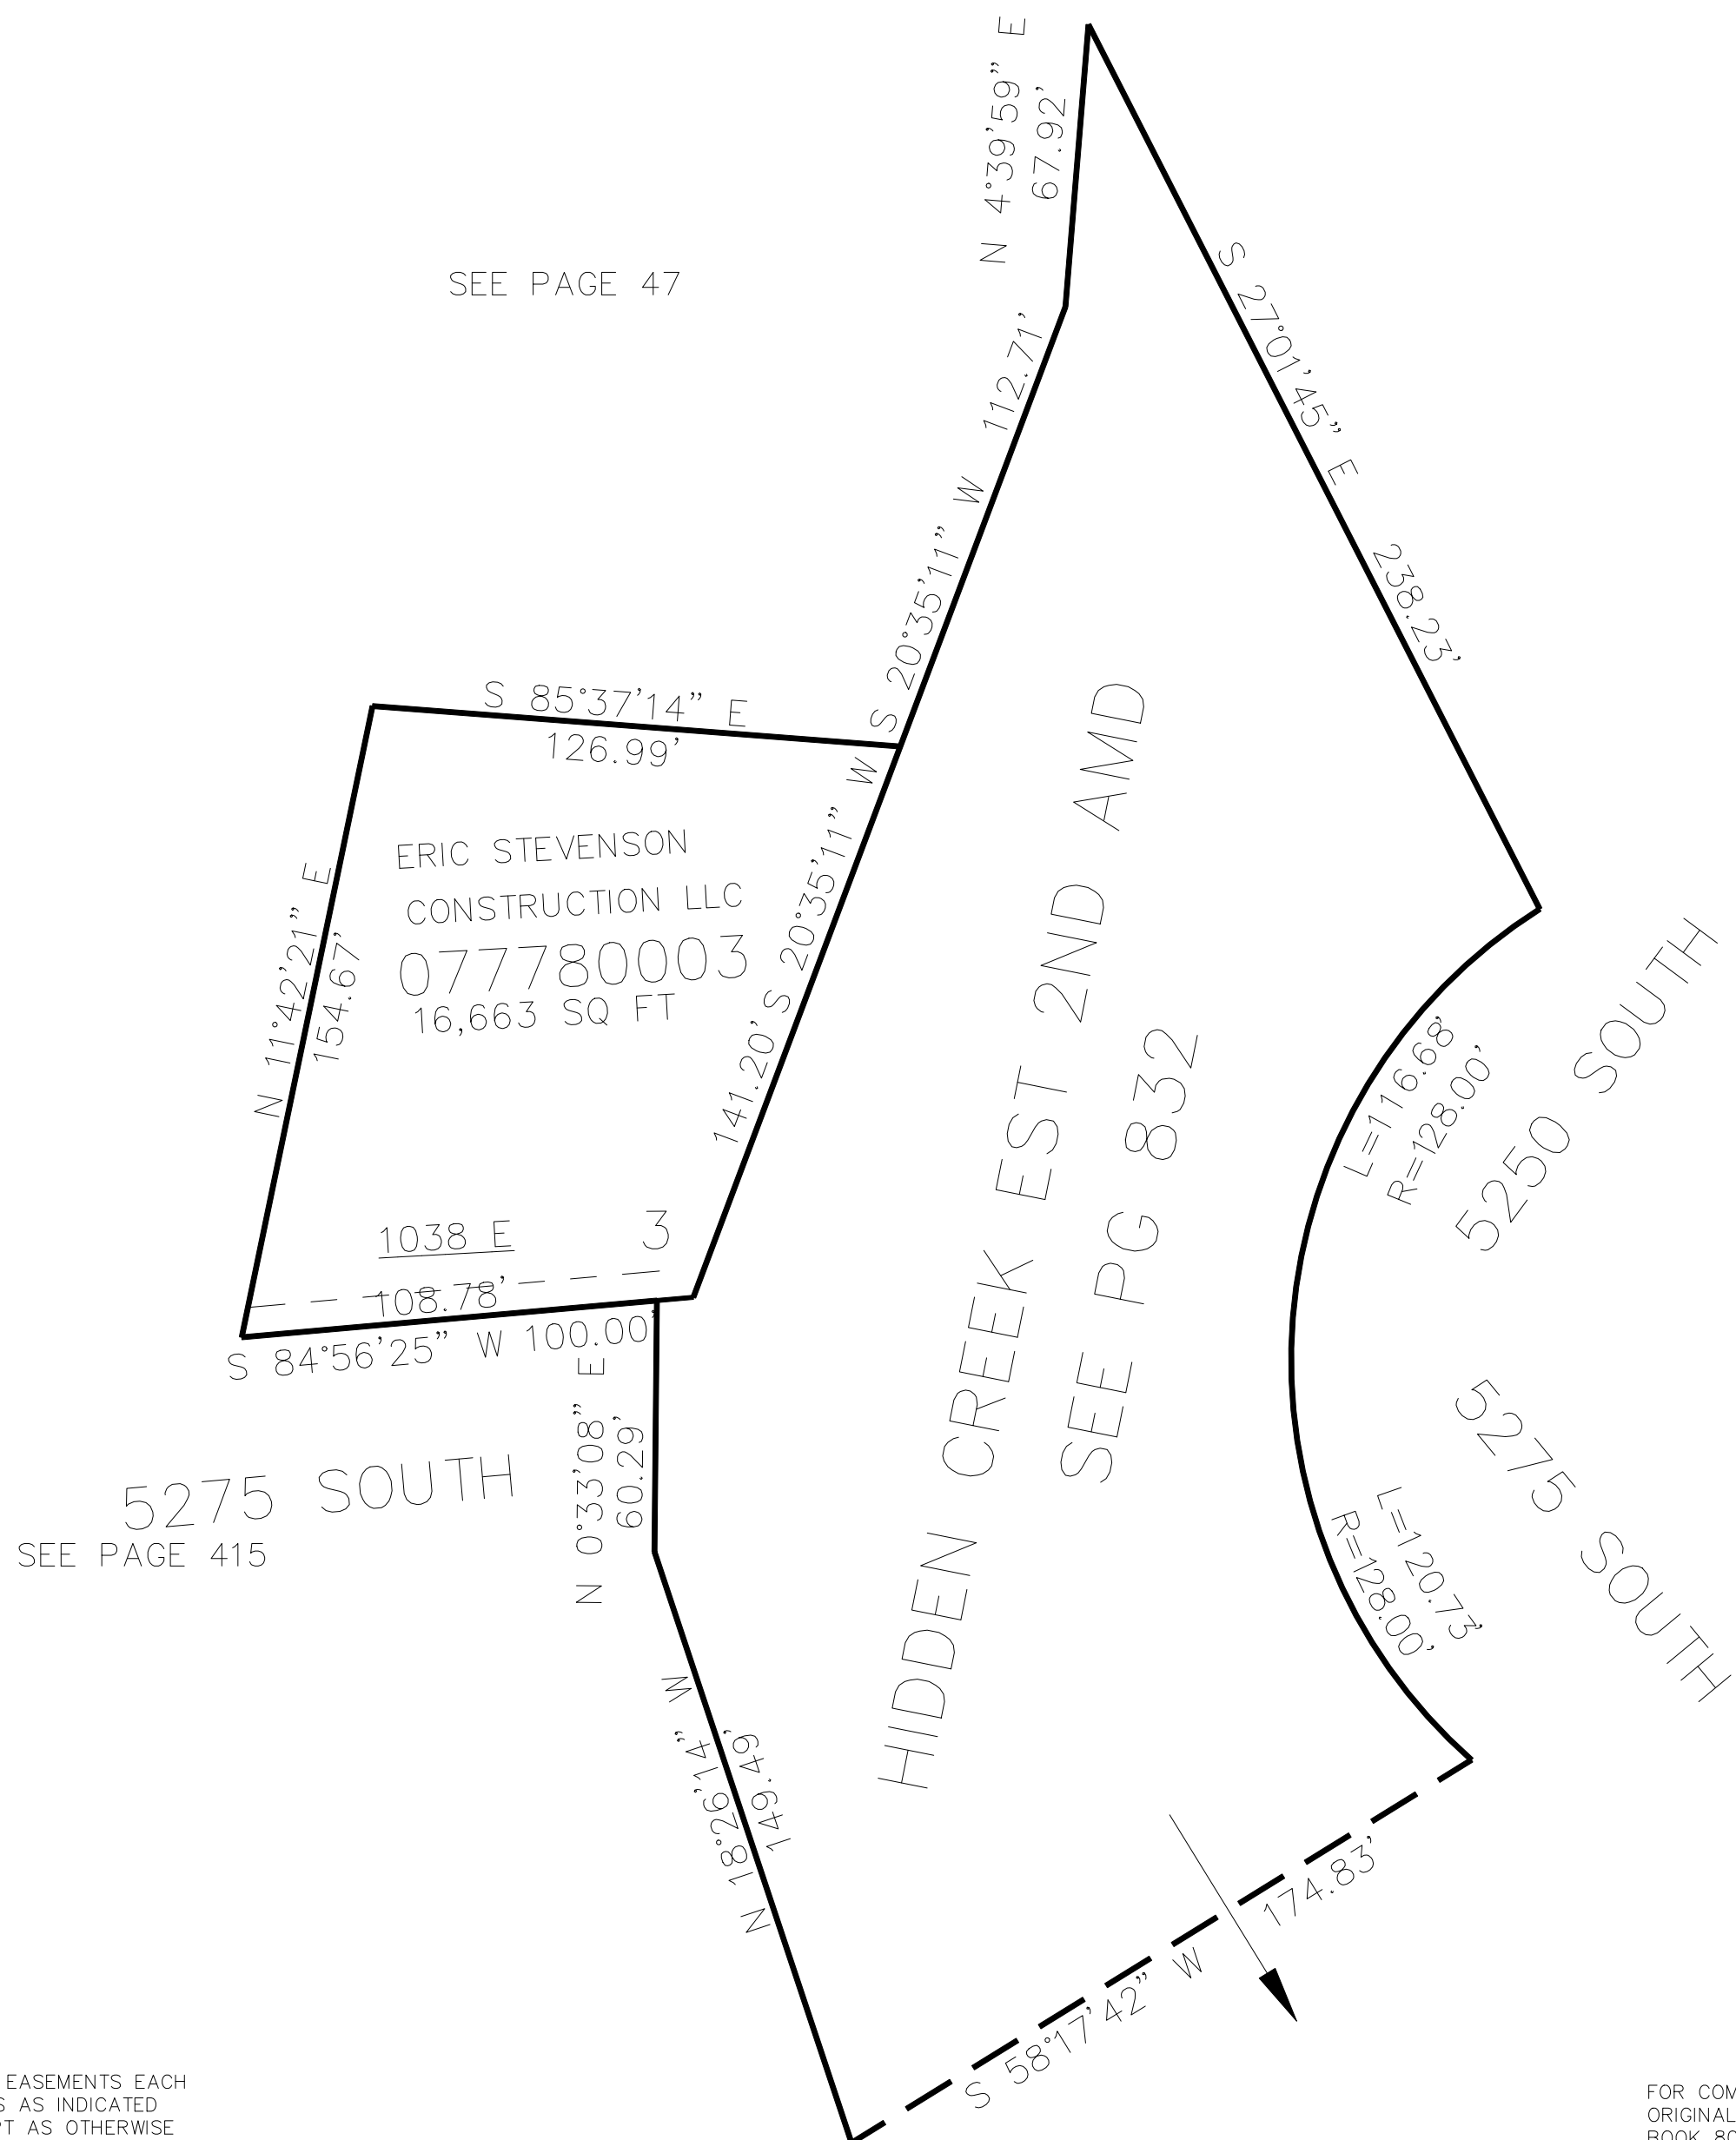 N 4°39'59" E
67.92'
SEE PAGE 47
S 27°01'45" E 238.23'
S 20°35'11" W 112.71'
S 85°37'14" E
126.99'
ERIC STEVENSON
CONSTRUCTION LLC
077780003
16,663 SQ FT
N 11°42'21" E
154.67'
141.20' S 20°35'11" W
1038 E
3
108.78'
S 84°56'25" W 100.00'
HIDDEN CREEK EST 2ND AMD
SEE PG 832
L=116.68'
R=128.00'
5250 SOUTH
N 0°33'08" E
60.29'
5275 SOUTH
SEE PAGE 415
5275 SOUTH
L=120.73'
R=128.00'
N 18°26'14" W
149.49'
S 58°17'42" W 174.83'
EASEMENTS EACH
AS INDICATED
AS OTHERWISE
FOR
ORIGINAL
BOOK